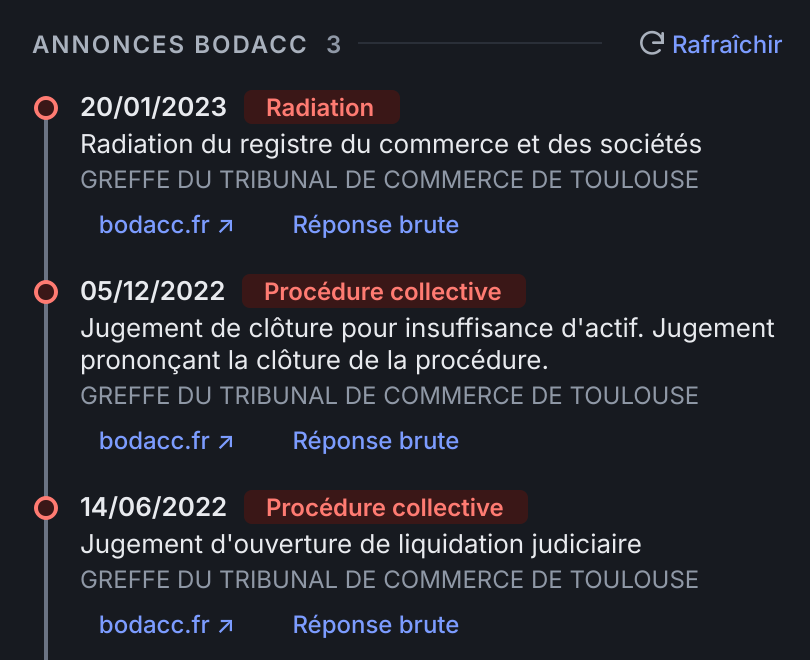 ANNONCES BODACC 3 Rafraîchir
20/01/2023 Radiation
Radiation du registre du commerce et des sociétés
GREFFE DU TRIBUNAL DE COMMERCE DE TOULOUSE
bodacc.fr ↗ Réponse brute
05/12/2022 Procédure collective
Jugement de clôture pour insuffisance d'actif. Jugement
prononçant la clôture de la procédure.
GREFFE DU TRIBUNAL DE COMMERCE DE TOULOUSE
bodacc.fr ↗ Réponse brute
14/06/2022 Procédure collective
Jugement d'ouverture de liquidation judiciaire
GREFFE DU TRIBUNAL DE COMMERCE DE TOULOUSE
bodacc.fr ↗ Réponse brute